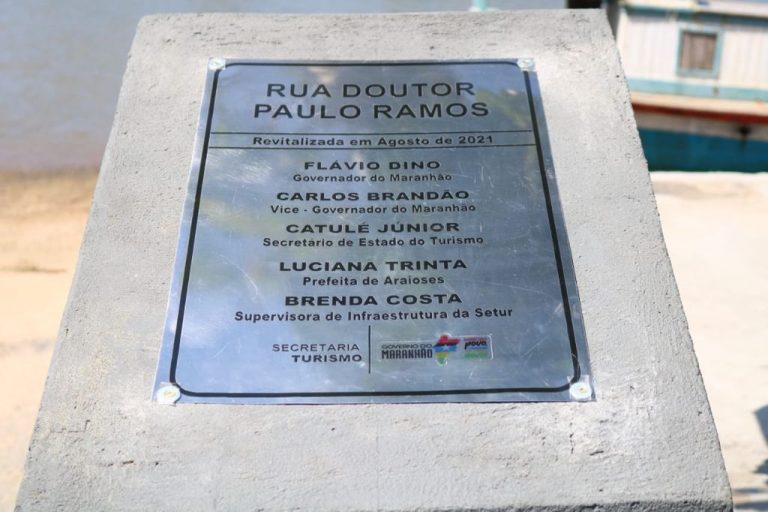 RUA DOUTOR
PAULO RAMOS
Revitalizada em Agosto de 2021
FLÁVIO DINO
Governador do Maranhão
CARLOS BRANDÃO
Vice - Governador do Maranhão
CATULÉ JÚNIOR
Secretário de Estado do Turismo
LUCIANA TRINTA
Prefeita de Araioses
BRENDA COSTA
Supervisora de Infraestrutura da Setur
SECRETARIA
TURISMO
GOVERNO DO
MARANHÃO